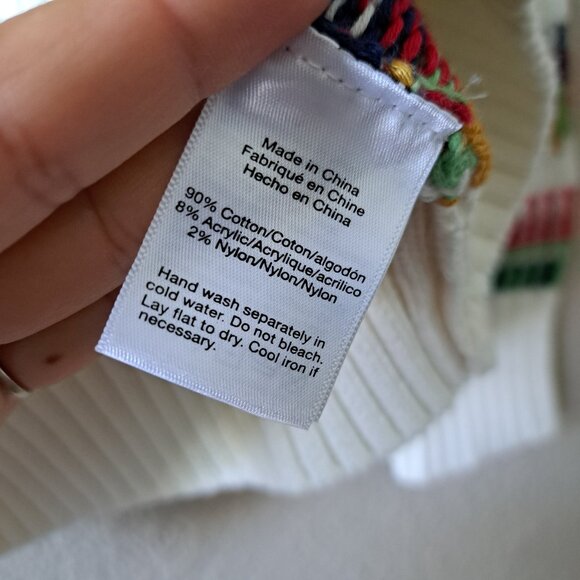 Made in China
Fabriqué en Chine
Hecho en China
90% Cotton/Coton/algodón
8% Acrylic/Acrylique/acrílico
2% Nylon/Nylon/Nylon
Hand wash separately in
cold water. Do not bleach.
Lay flat to dry. Cool iron if
necessary.